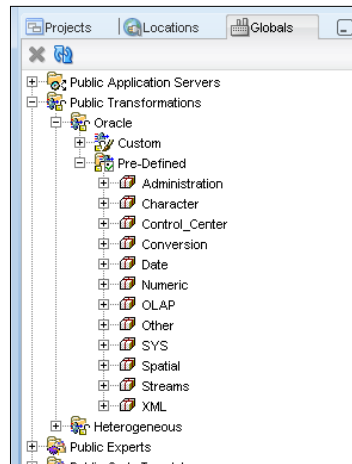 Projects Locations Globals
Public Application Servers
Public Transformations
Oracle
Custom
Pre-Defined
Administration
Character
Control_Center
Conversion
Date
Numeric
OLAP
Other
SYS
Spatial
Streams
XML
Heterogeneous
Public Experts